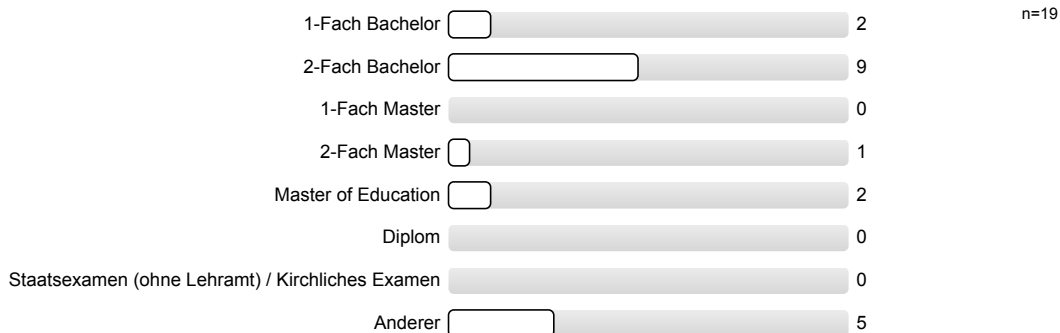 1-Fach Bachelor 2 n=19
2-Fach Bachelor 9
1-Fach Master 0
2-Fach Master 1
Master of Education 2
Diplom 0
Staatsexamen (ohne Lehramt) / Kirchliches Examen 0
Anderer 5